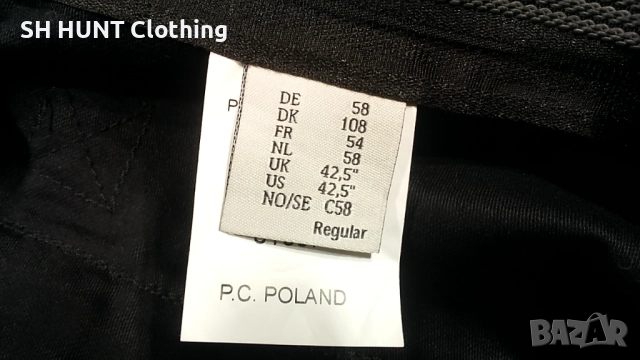 SH HUNT Clothing
P
DE 58
DK 108
FR 54
NL 58
UK 42,5"
US 42,5"
NO/SE C58
Regular
P.C. POLAND
BAZAR